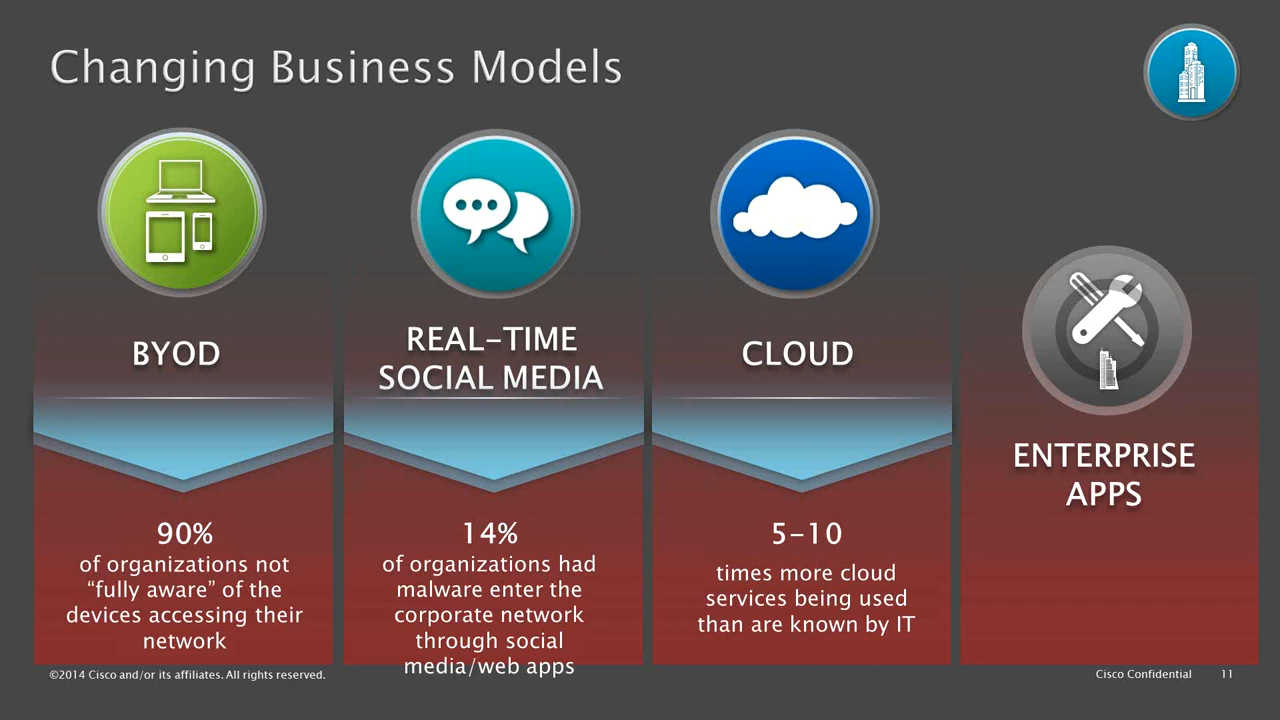 Changing Business Models
BYOD
90%
of organizations not
“fully aware” of the
devices accessing their
network
REAL-TIME
SOCIAL MEDIA
14%
of organizations had
malware enter the
corporate network
through social
media/web apps
CLOUD
5-10
times more cloud
services being used
than are known by IT
ENTERPRISE
APPS
©2014 Cisco and/or its affiliates. All rights reserved.
Cisco Confidential 11